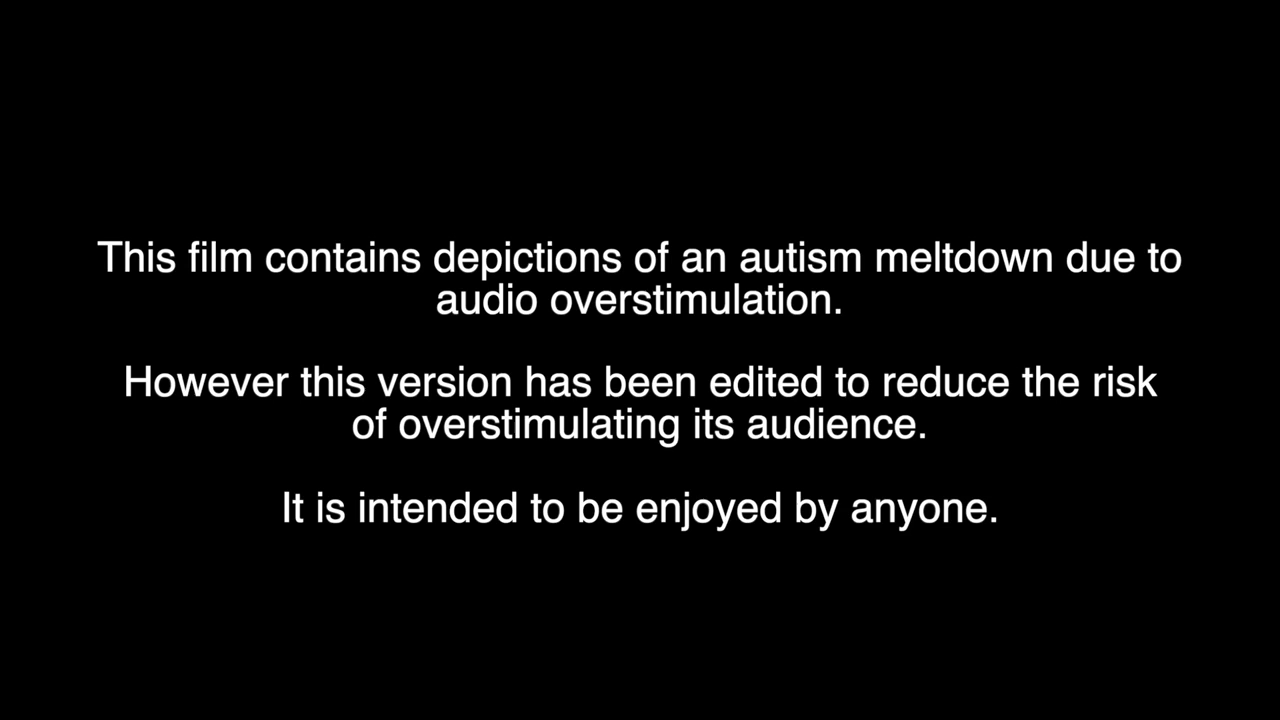 This film contains depictions of an autism meltdown due to
audio overstimulation.
However this version has been edited to reduce the risk
of overstimulating its audience.
It is intended to be enjoyed by anyone.